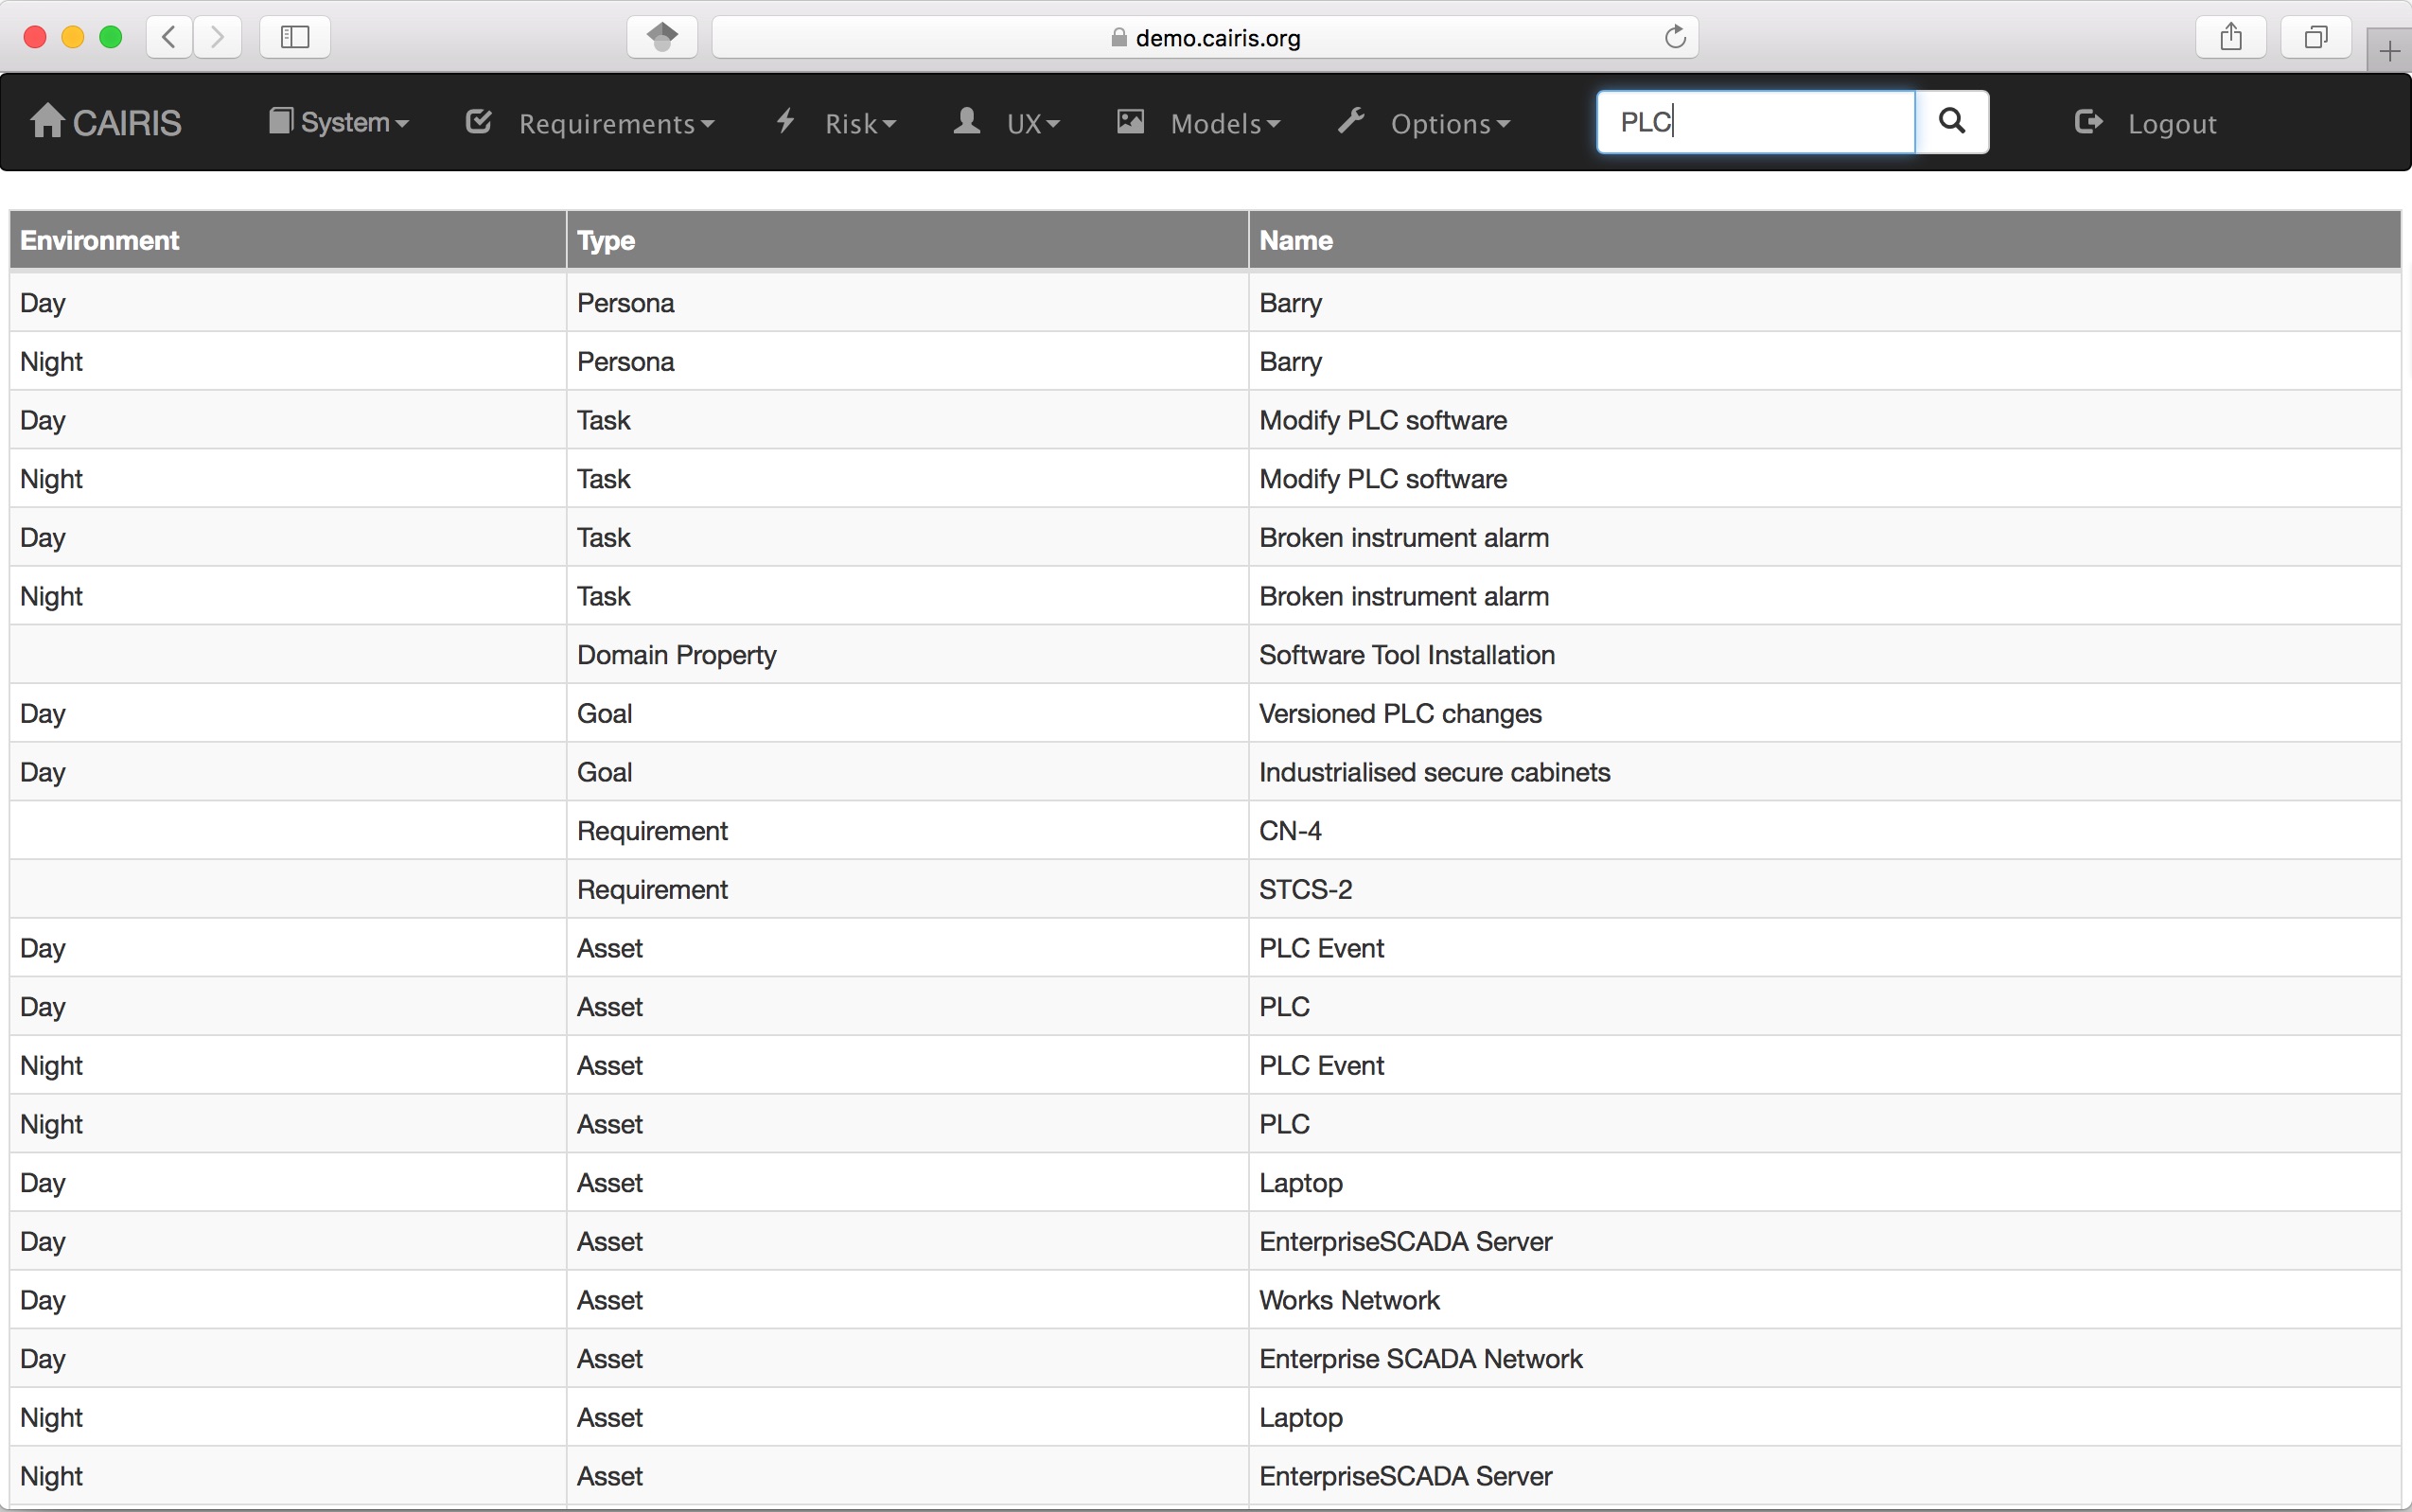 demo.cairis.org
CAIRIS System Requirements Risk UX Models Options PLC Logout
Environment Type Name
Day Persona Barry
Night Persona Barry
Day Task Modify PLC software
Night Task Modify PLC software
Day Task Broken instrument alarm
Night Task Broken instrument alarm
Domain Property Software Tool Installation
Day Goal Versioned PLC changes
Day Goal Industrialised secure cabinets
Requirement CN-4
Requirement STCS-2
Day Asset PLC Event
Day Asset PLC
Night Asset PLC Event
Night Asset PLC
Day Asset Laptop
Day Asset EnterpriseSCADA Server
Day Asset Works Network
Day Asset Enterprise SCADA Network
Night Asset Laptop
Night Asset EnterpriseSCADA Server